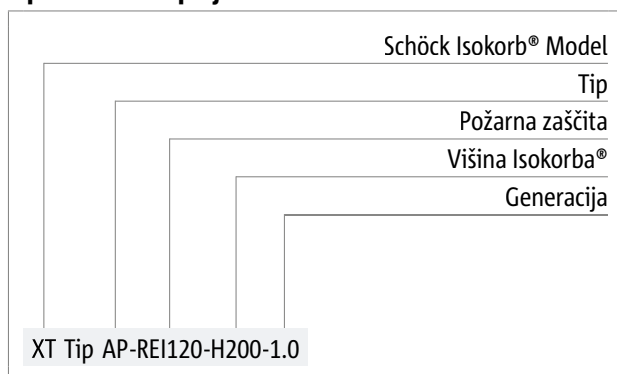 Schöck Isokorb® Model
Tip
Požarna zaščita
Višina Isokorba®
Generacija
XT Tip AP-REI120-H200-1.0